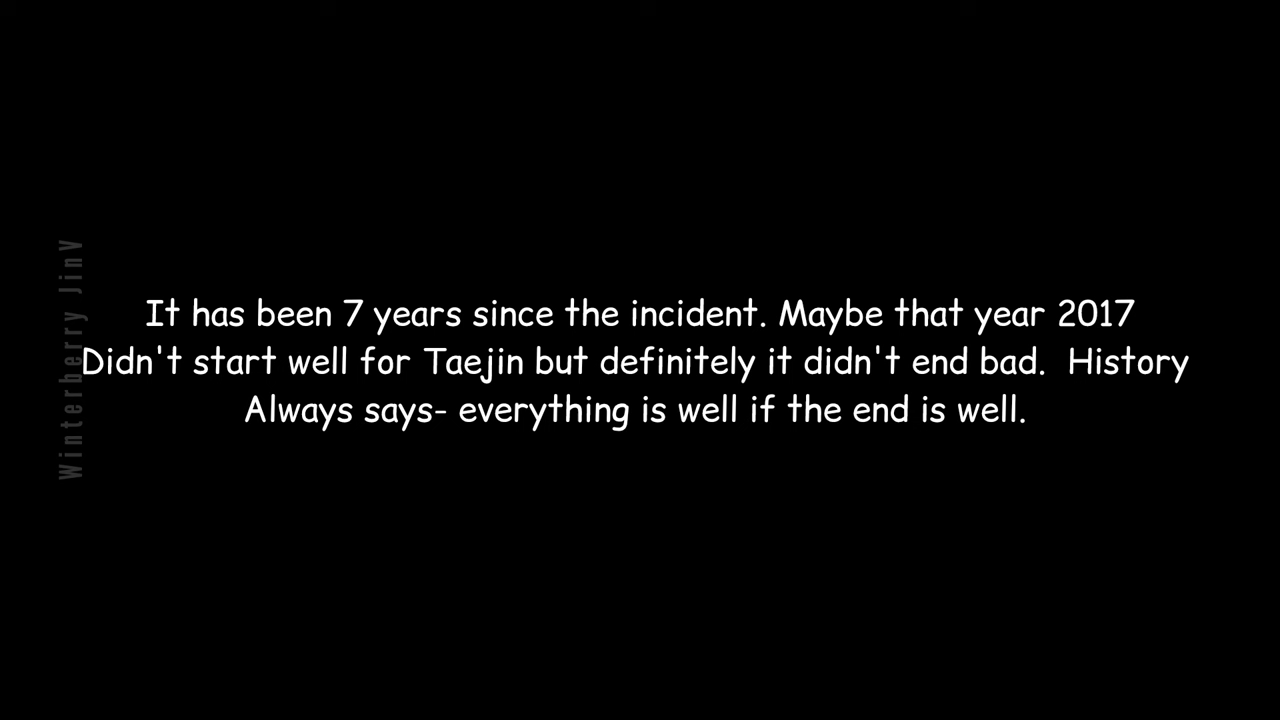 It has been 7 years since the incident. Maybe that year 2017
Didn't start well for Taejin but definitely it didn't end bad.  History
Always says- everything is well if the end is well.
Winterberry JinV